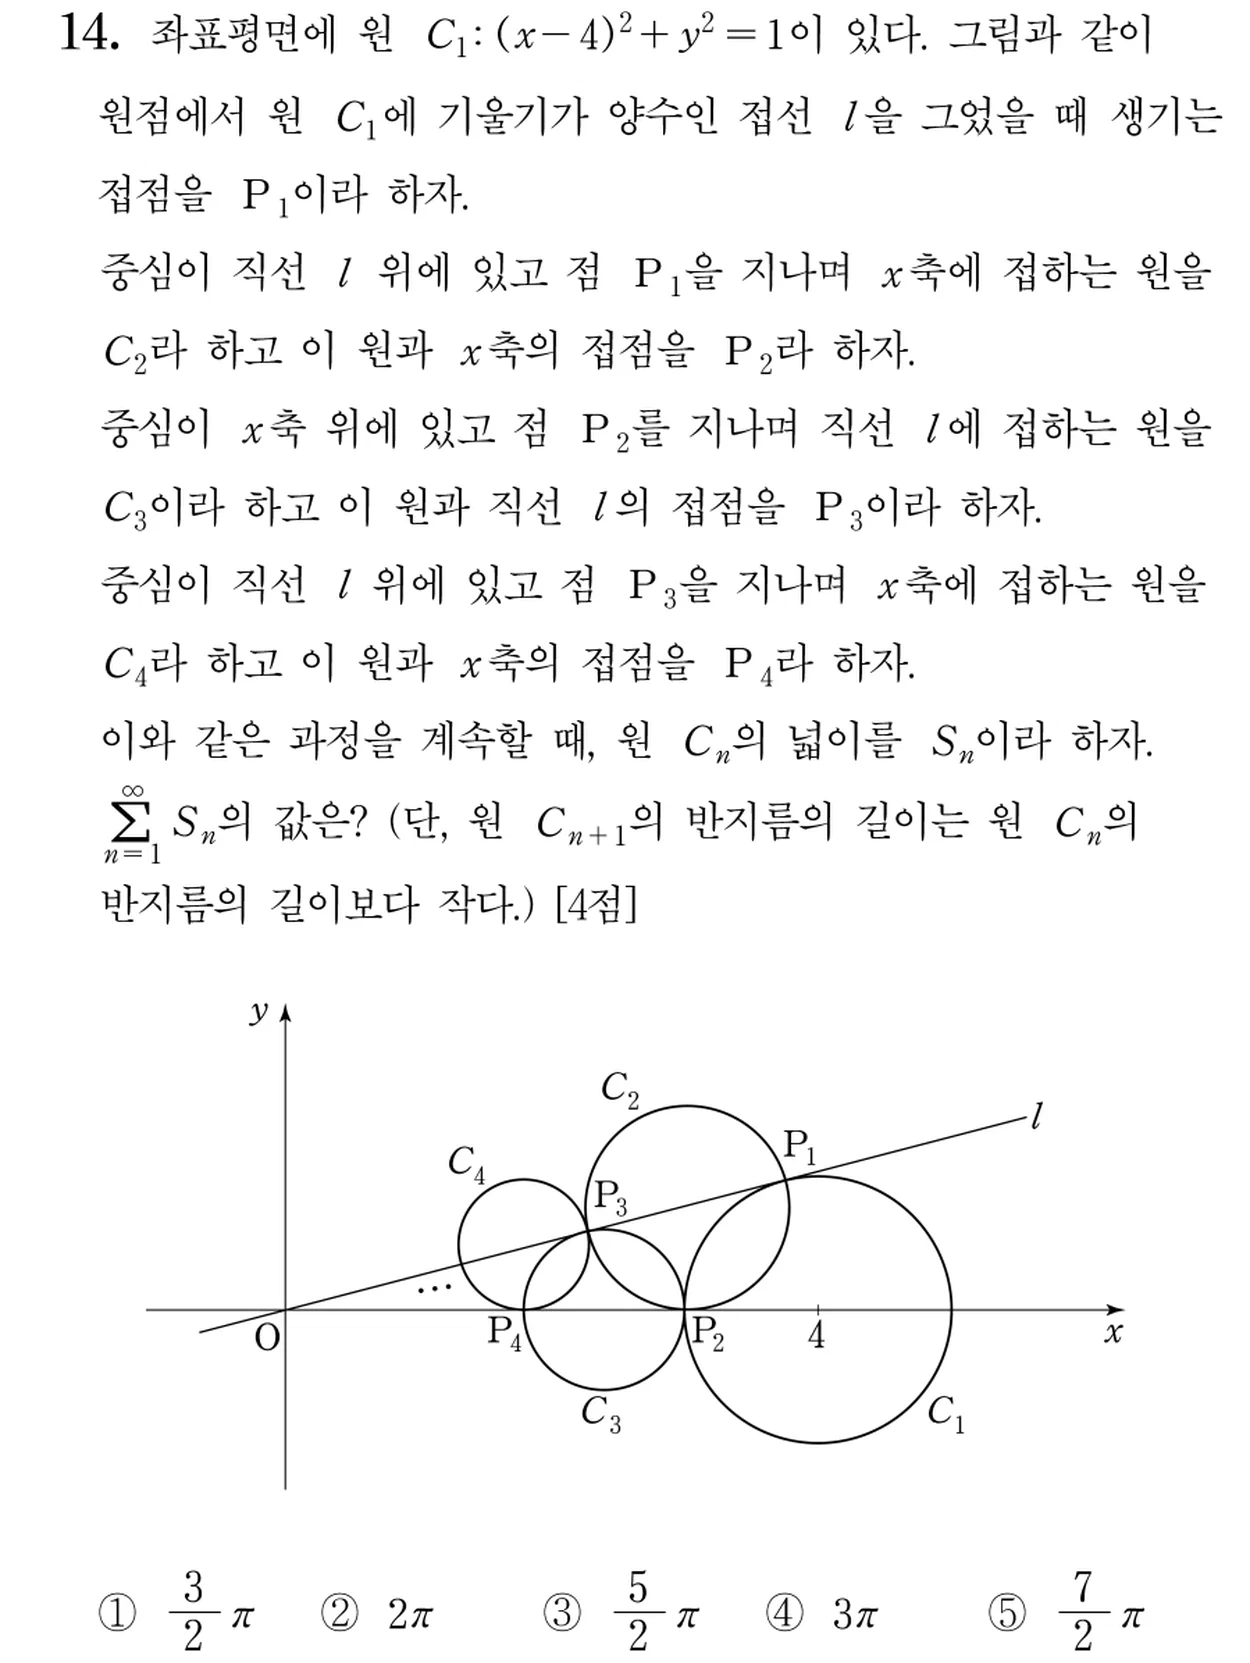 14. 좌표평면에 원 C₁: (x−4)²+y²=1이 있다. 그림과 같이
원점에서 원 C₁에 기울기가 양수인 접선 l을 그었을 때 생기는
접점을 P₁이라 하자.
중심이 직선 l 위에 있고 점 P₁을 지나며 x축에 접하는 원을
C₂라 하고 이 원과 x축의 접점을 P₂라 하자.
중심이 x축 위에 있고 점 P₂를 지나며 직선 l에 접하는 원을
C₃이라 하고 이 원과 직선 l의 접점을 P₃이라 하자.
중심이 직선 l 위에 있고 점 P₃을 지나며 x축에 접하는 원을
C₄라 하고 이 원과 x축의 접점을 P₄라 하자.
이와 같은 과정을 계속할 때, 원 Cₙ의 넓이를 Sₙ이라 하자.
∞
∑ Sₙ의 값은? (단, 원 Cₙ₊₁의 반지름의 길이는 원 Cₙ의
n=1
반지름의 길이보다 작다.) [4점]
y
C₂
l
P₁
C₄
P₃
…
O
P₄
P₂
4
x
C₃
C₁
① 3/2 π ② 2π ③ 5/2 π ④ 3π ⑤ 7/2 π